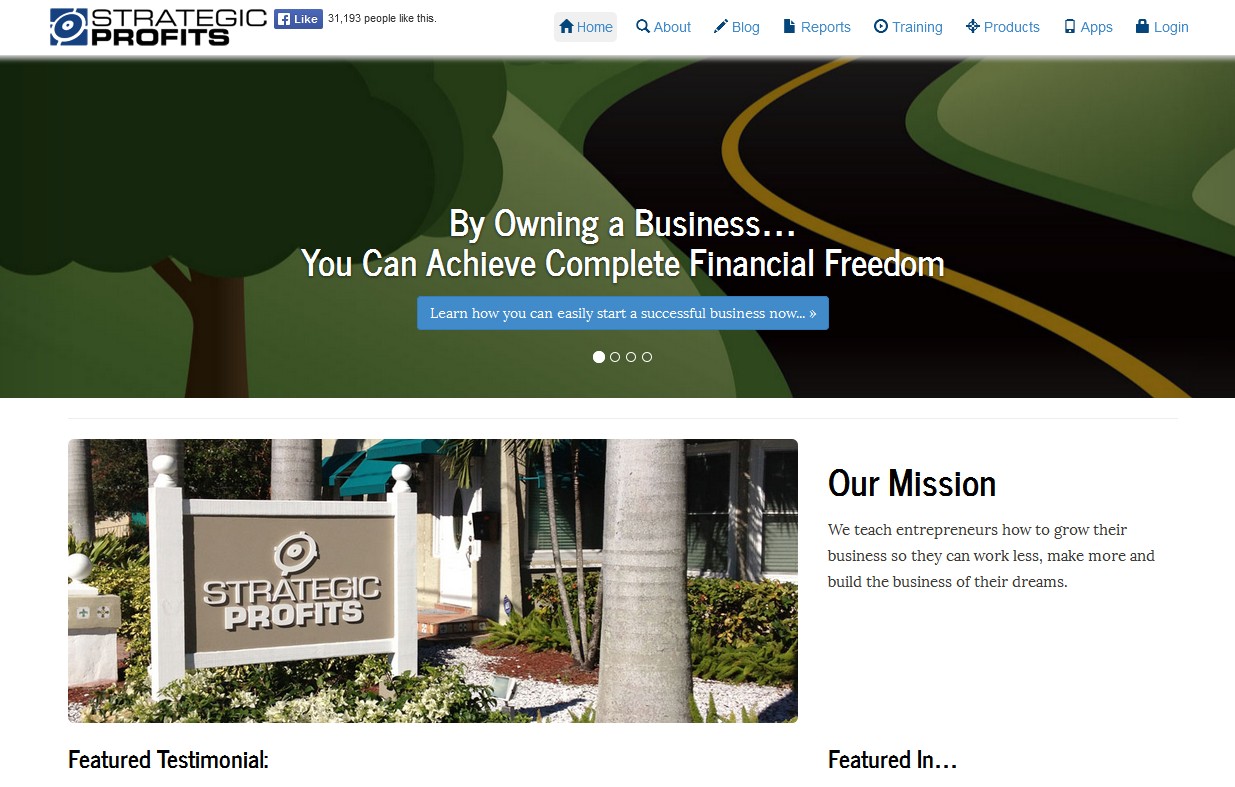 STRATEGIC
PROFITS
Like
31,193 people like this.
Home
About
Blog
Reports
Training
Products
Apps
Login
By Owning a Business…
You Can Achieve Complete Financial Freedom
Learn how you can easily start a successful business now... »
STRATEGIC
PROFITS
Our Mission
We teach entrepreneurs how to grow their
business so they can work less, make more and
build the business of their dreams.
Featured Testimonial:
Featured In…